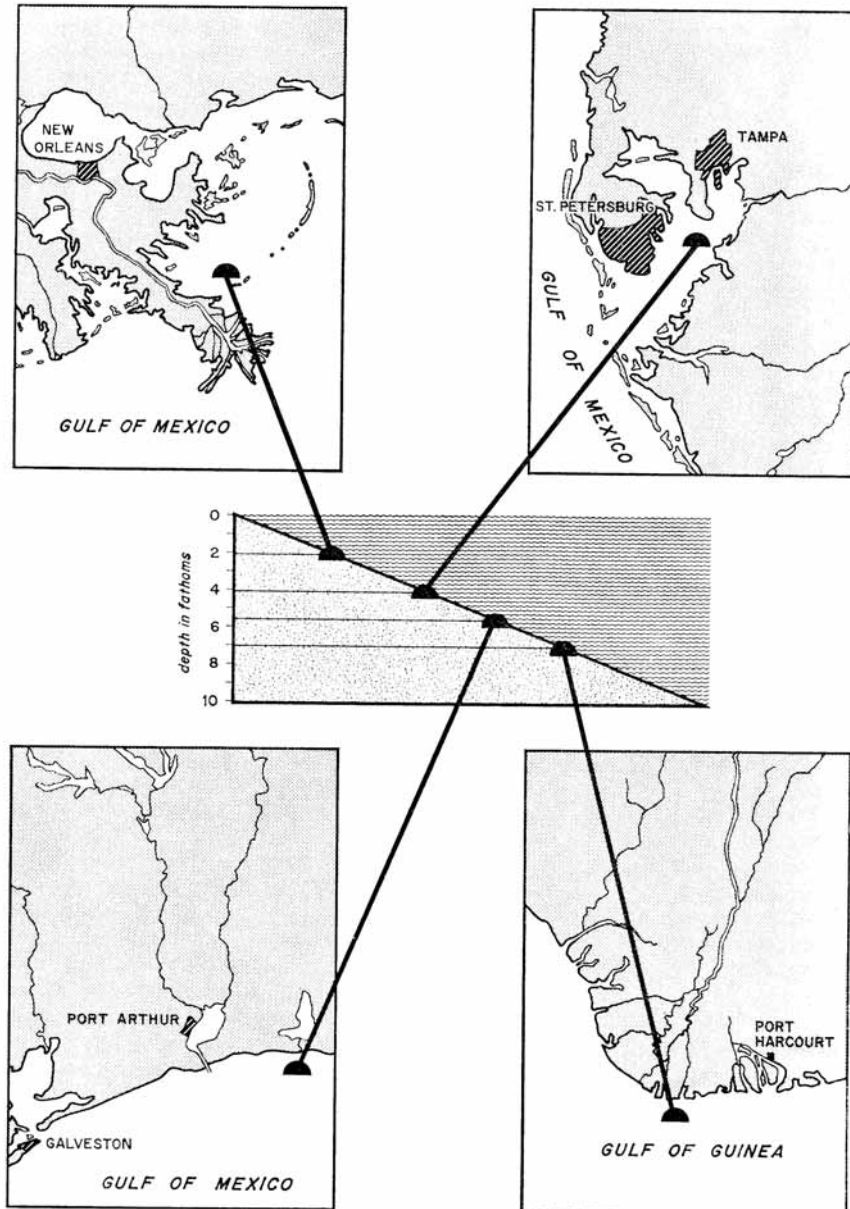 NEW
ORLEANS
GULF OF MEXICO
TAMPA
ST. PETERSBURG
GULF OF MEXICO
depth in fathoms
0
2
4
6
8
10
PORT ARTHUR
GALVESTON
GULF OF MEXICO
PORT
HARCOURT
GULF OF GUINEA